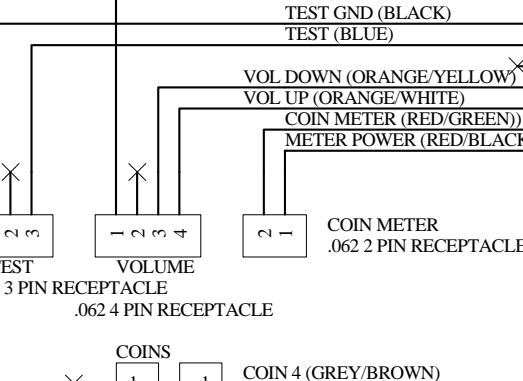 TEST GND (BLACK)
TEST (BLUE)
VOL DOWN (ORANGE/YELLOW)
VOL UP (ORANGE/WHITE)
COIN METER (RED/GREEN))
METER POWER (RED/BLACK
2 3
1 2 3 4
2 1
COIN METER
.062 2 PIN RECEPTACLE
EST
VOLUME
3 PIN RECEPTACLE
.062 4 PIN RECEPTACLE
COINS
1 1
COIN 4 (GREY/BROWN)